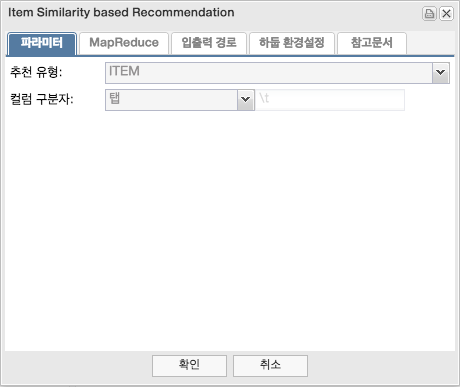 Item Similarity based Recommendation
파라미터 MapReduce 입출력 경로 하둡 환경설정 참고문서
추천 유형: ITEM
컬럼 구분자: 탭 \t
확인 취소